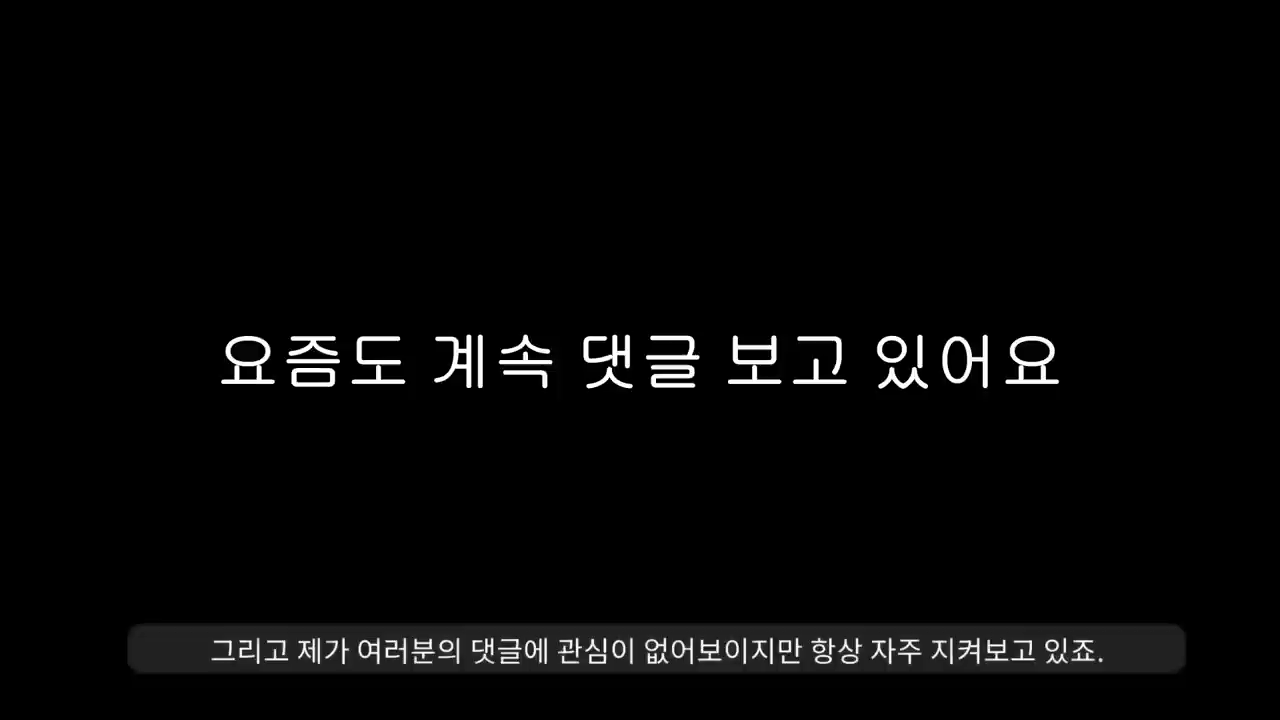 요즘도 계속 댓글 보고 있어요
그리고 제가 여러분의 댓글에 관심이 없어보이지만 항상 자주 지켜보고 있죠.